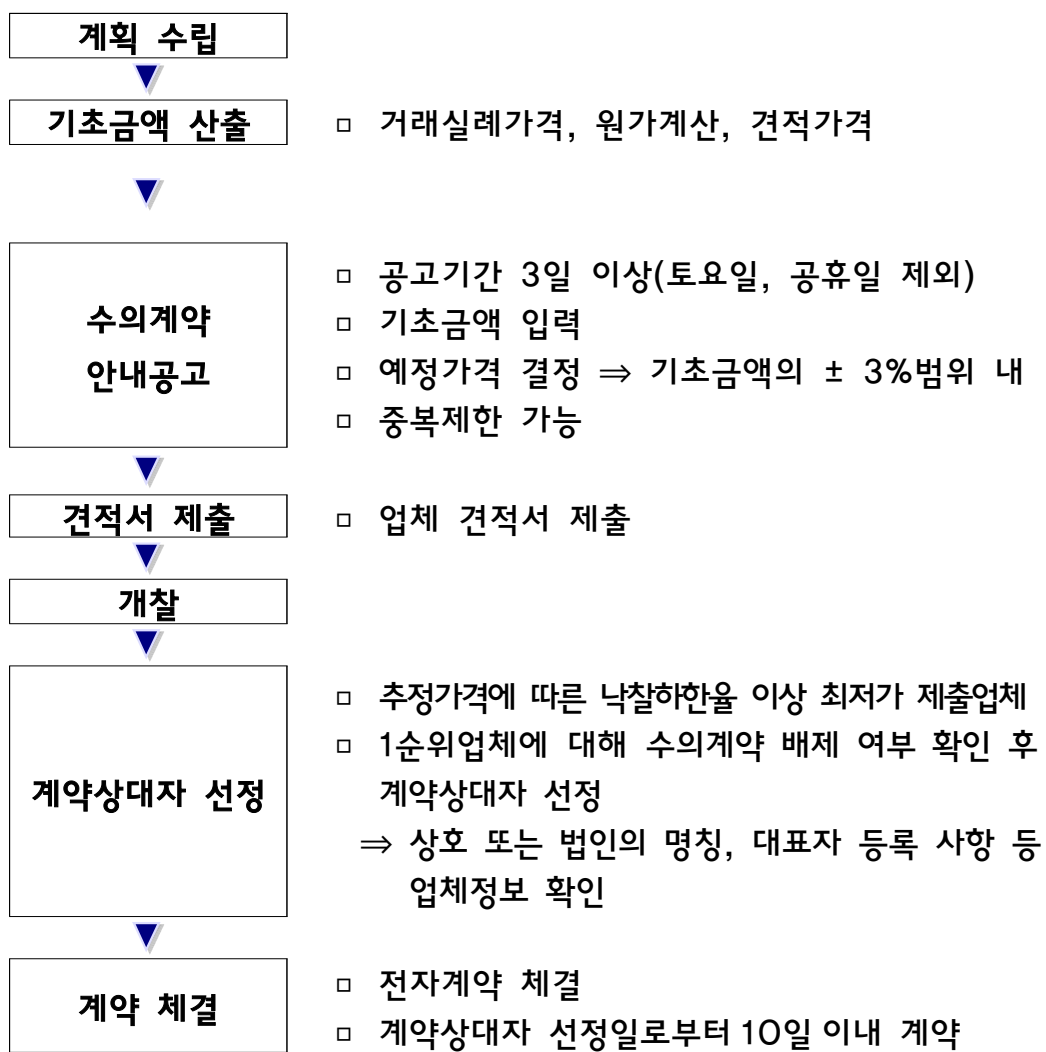 계획 수립
▼
기초금액 산출
□ 거래실례가격, 원가계산, 견적가격
▼
수의계약
안내공고
□ 공고기간 3일 이상(토요일, 공휴일 제외)
□ 기초금액 입력
□ 예정가격 결정 ⇒ 기초금액의 ± 3%범위 내
□ 중복제한 가능
▼
견적서 제출
□ 업체 견적서 제출
▼
개찰
▼
계약상대자 선정
□ 추정가격에 따른 낙찰하한율 이상 최저가 제출업체
□ 1순위업체에 대해 수의계약 배제 여부 확인 후
계약상대자 선정
⇒ 상호 또는 법인의 명칭, 대표자 등록 사항 등
업체정보 확인
▼
계약 체결
□ 전자계약 체결
□ 계약상대자 선정일로부터 10일 이내 계약